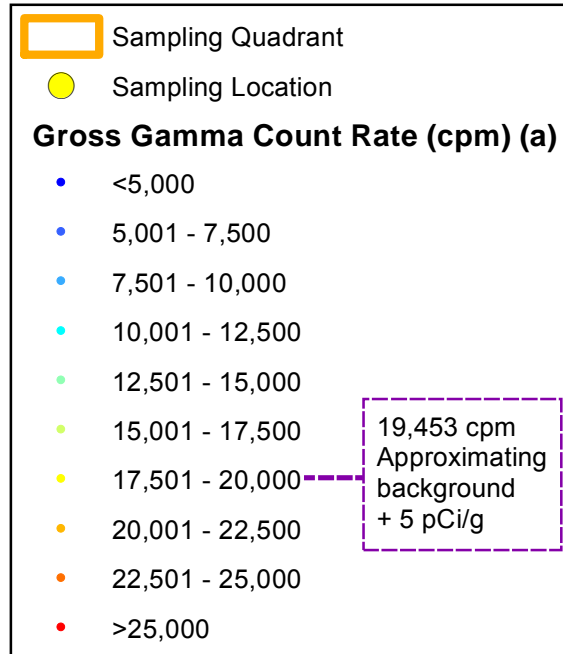 Sampling Quadrant
Sampling Location
Gross Gamma Count Rate (cpm) (a)
<5,000
5,001 - 7,500
7,501 - 10,000
10,001 - 12,500
12,501 - 15,000
15,001 - 17,500
17,501 - 20,000
20,001 - 22,500
22,501 - 25,000
>25,000
19,453 cpm
Approximating
background
+ 5 pCi/g